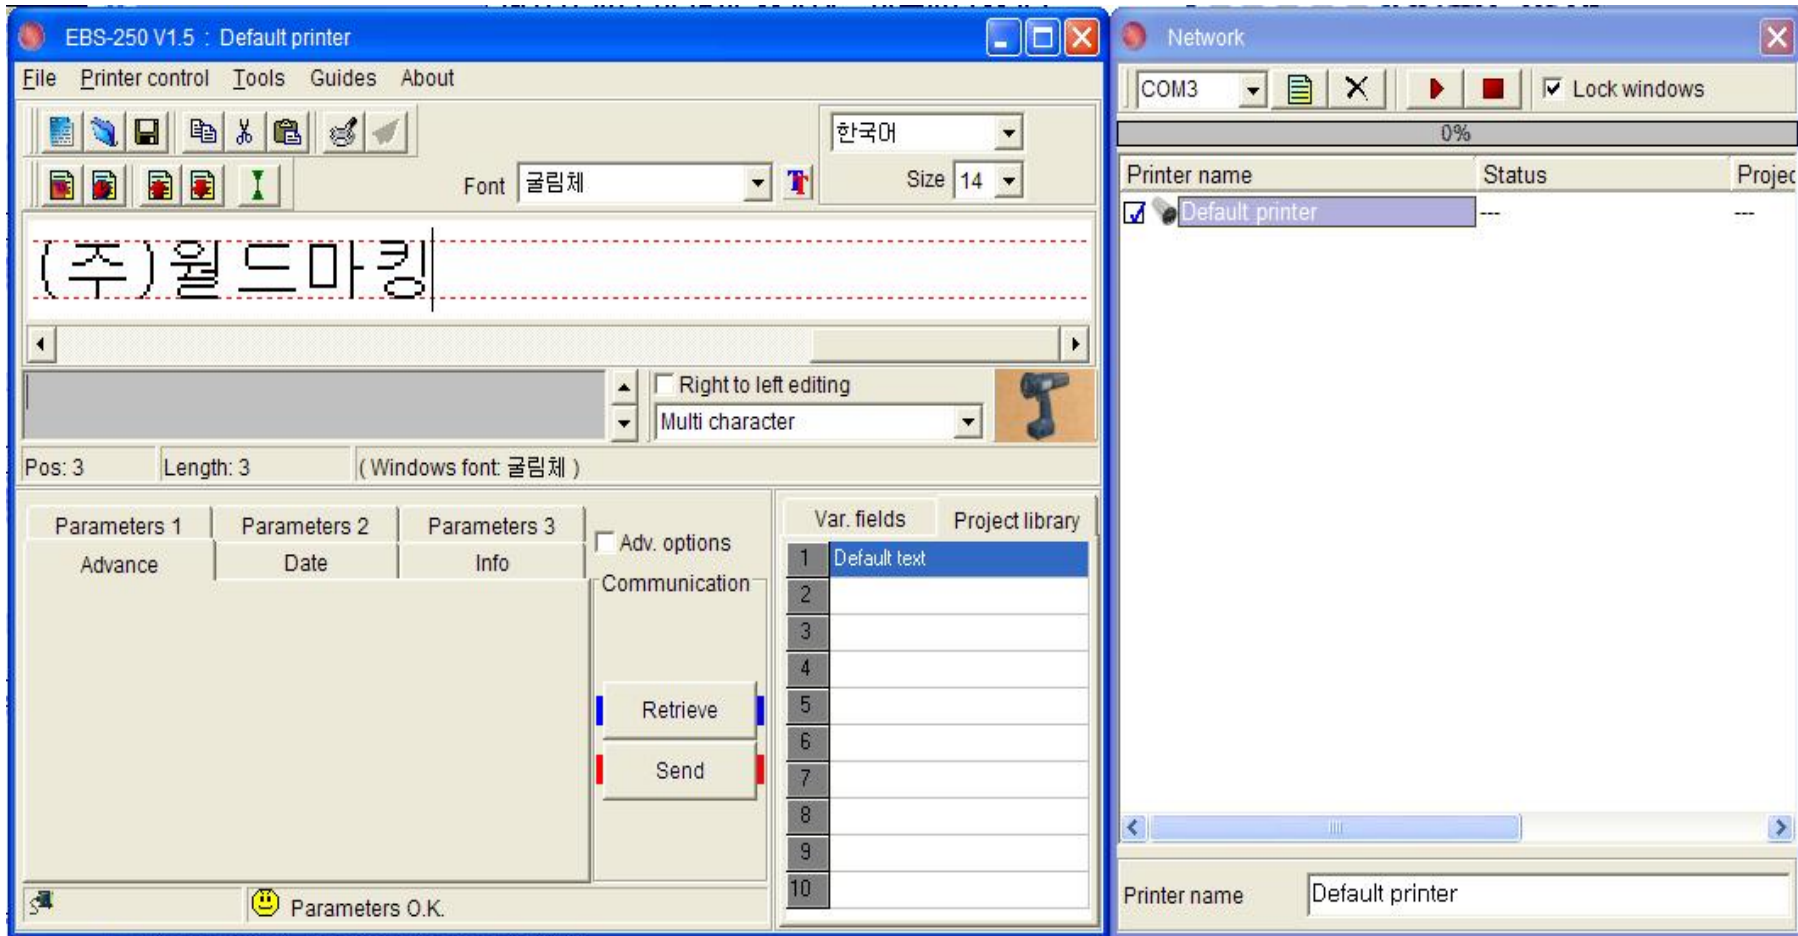 EBS-250 V1.5 : Default printer
File Printer control Tools Guides About
한국어
Font 굴림체 Size 14
(주)월드마킹
Right to left editing
Multi character
Pos: 3 Length: 3 ( Windows font: 굴림체 )
Parameters 1 Parameters 2 Parameters 3
Advance Date Info
Adv. options
Communication
Retrieve
Send
Var. fields Project library
1 Default text
2
3
4
5
6
7
8
9
10
Parameters O.K.
Network
COM3 Lock windows
0%
Printer name Status Projec
Default printer --- ---
Printer name Default printer